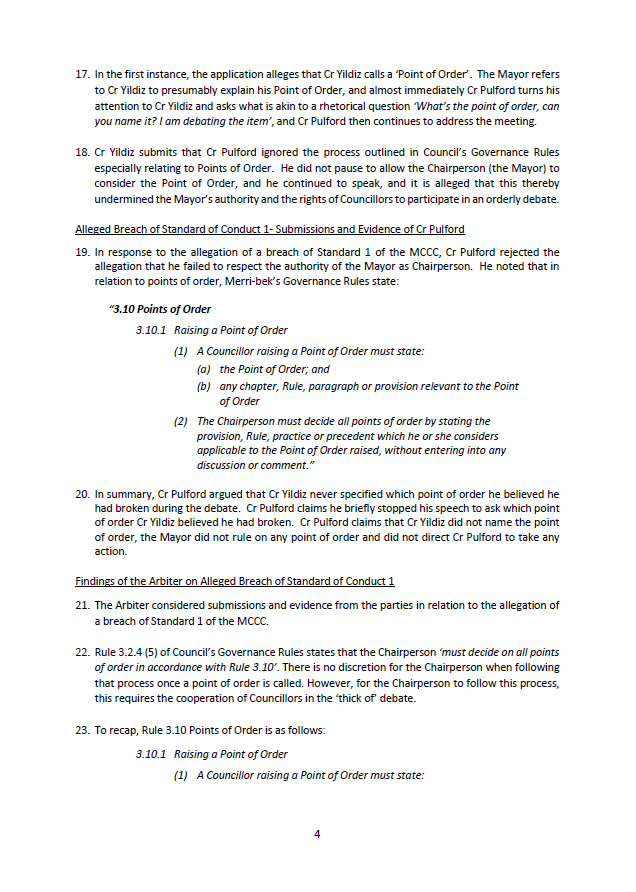 17. In the first instance, the application alleges that Cr Yildiz calls a ‘Point of Order’. The Mayor refers
to Cr Yildiz to presumably explain his Point of Order, and almost immediately Cr Pulford turns his
attention to Cr Yildiz and asks what is akin to a rhetorical question ‘What’s the point of order, can
you name it? I am debating the item’, and Cr Pulford then continues to address the meeting.
18. Cr Yildiz submits that Cr Pulford ignored the process outlined in Council’s Governance Rules
especially relating to Points of Order. He did not pause to allow the Chairperson (the Mayor) to
consider the Point of Order, and he continued to speak, and it is alleged that this thereby
undermined the Mayor’s authority and the rights of Councillors to participate in an orderly debate.
Alleged Breach of Standard of Conduct 1- Submissions and Evidence of Cr Pulford
19. In response to the allegation of a breach of Standard 1 of the MCCC, Cr Pulford rejected the
allegation that he failed to respect the authority of the Mayor as Chairperson. He noted that in
relation to points of order, Merri-bek’s Governance Rules state:
“3.10 Points of Order
3.10.1 Raising a Point of Order
(1) A Councillor raising a Point of Order must state:
(a) the Point of Order; and
(b) any chapter, Rule, paragraph or provision relevant to the Point
of Order
(2) The Chairperson must decide all points of order by stating the
provision, Rule, practice or precedent which he or she considers
applicable to the Point of Order raised, without entering into any
discussion or comment.”
20. In summary, Cr Pulford argued that Cr Yildiz never specified which point of order he believed he
had broken during the debate. Cr Pulford claims he briefly stopped his speech to ask which point
of order Cr Yildiz believed he had broken. Cr Pulford claims that Cr Yildiz did not name the point
of order, the Mayor did not rule on any point of order and did not direct Cr Pulford to take any
action.
Findings of the Arbiter on Alleged Breach of Standard of Conduct 1
21. The Arbiter considered submissions and evidence from the parties in relation to the allegation of
a breach of Standard 1 of the MCCC.
22. Rule 3.2.4 (5) of Council’s Governance Rules states that the Chairperson ‘must decide on all points
of order in accordance with Rule 3.10’. There is no discretion for the Chairperson when following
that process once a point of order is called. However, for the Chairperson to follow this process,
this requires the cooperation of Councillors in the ‘thick of’ debate.
23. To recap, Rule 3.10 Points of Order is as follows:
3.10.1 Raising a Point of Order
(1) A Councillor raising a Point of Order must state:
4